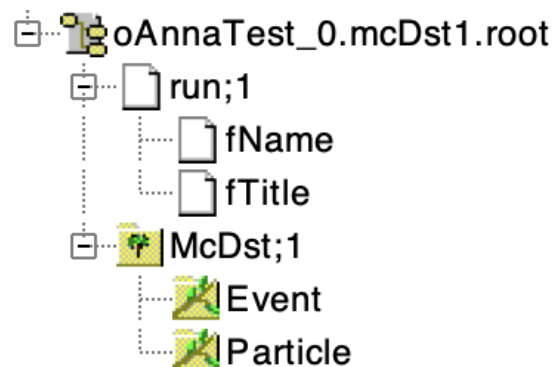 oAnnaTest_0.mcDst1.root
run;1
fName
fTitle
McDst;1
Event
Particle